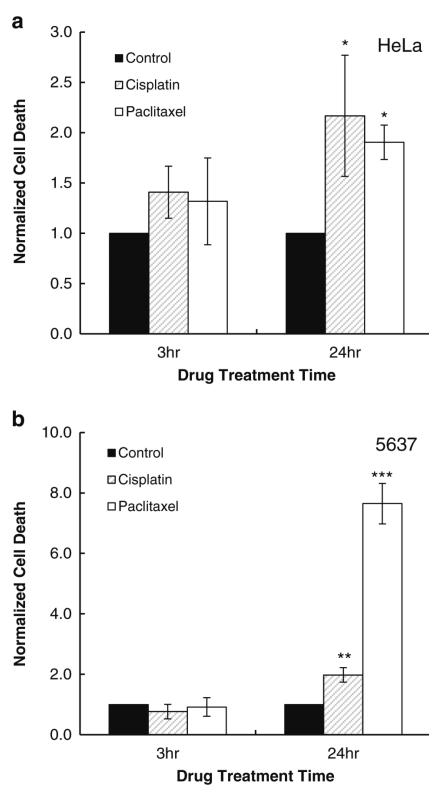 a
HeLa
Normalized Cell Death
3.0
2.5
2.0
1.5
1.0
0.5
0.0
Control
Cisplatin
Paclitaxel
*
*
3hr
24hr
Drug Treatment Time
b
5637
Normalized Cell Death
10.0
8.0
6.0
4.0
2.0
0.0
Control
Cisplatin
Paclitaxel
**
***
3hr
24hr
Drug Treatment Time